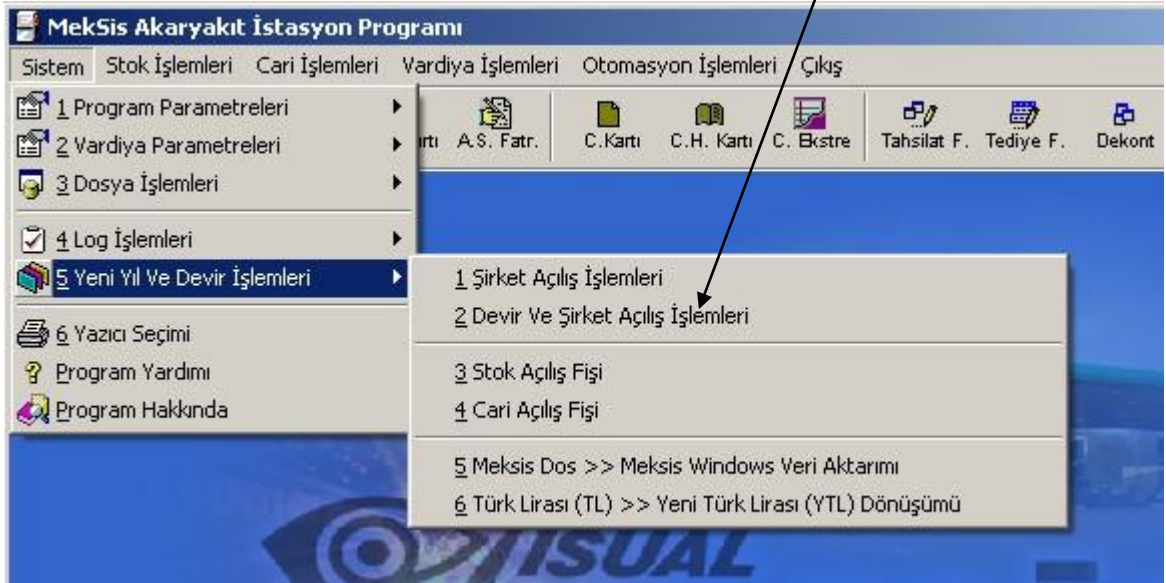 MekSis Akaryakıt İstasyon Programı
Sistem Stok İşlemleri Cari İşlemleri Vardiya İşlemleri Otomasyon İşlemleri Çıkış
A.S. Fatr. C.Kartı C.H. Kartı C. Ekstre Tahsilat F. Tediye F. Dekont
1 Program Parametreleri
2 Vardiya Parametreleri
3 Dosya İşlemleri
4 Log İşlemleri
5 Yeni Yıl Ve Devir İşlemleri
6 Yazıcı Seçimi
Program Yardımı
Program Hakkında
1 Şirket Açılış İşlemleri
2 Devir Ve Şirket Açılış İşlemleri
3 Stok Açılış Fişi
4 Cari Açılış Fişi
5 Meksis Dos >> Meksis Windows Veri Aktarımı
6 Türk Lirası (TL) >> Yeni Türk Lirası (YTL) Dönüşümü